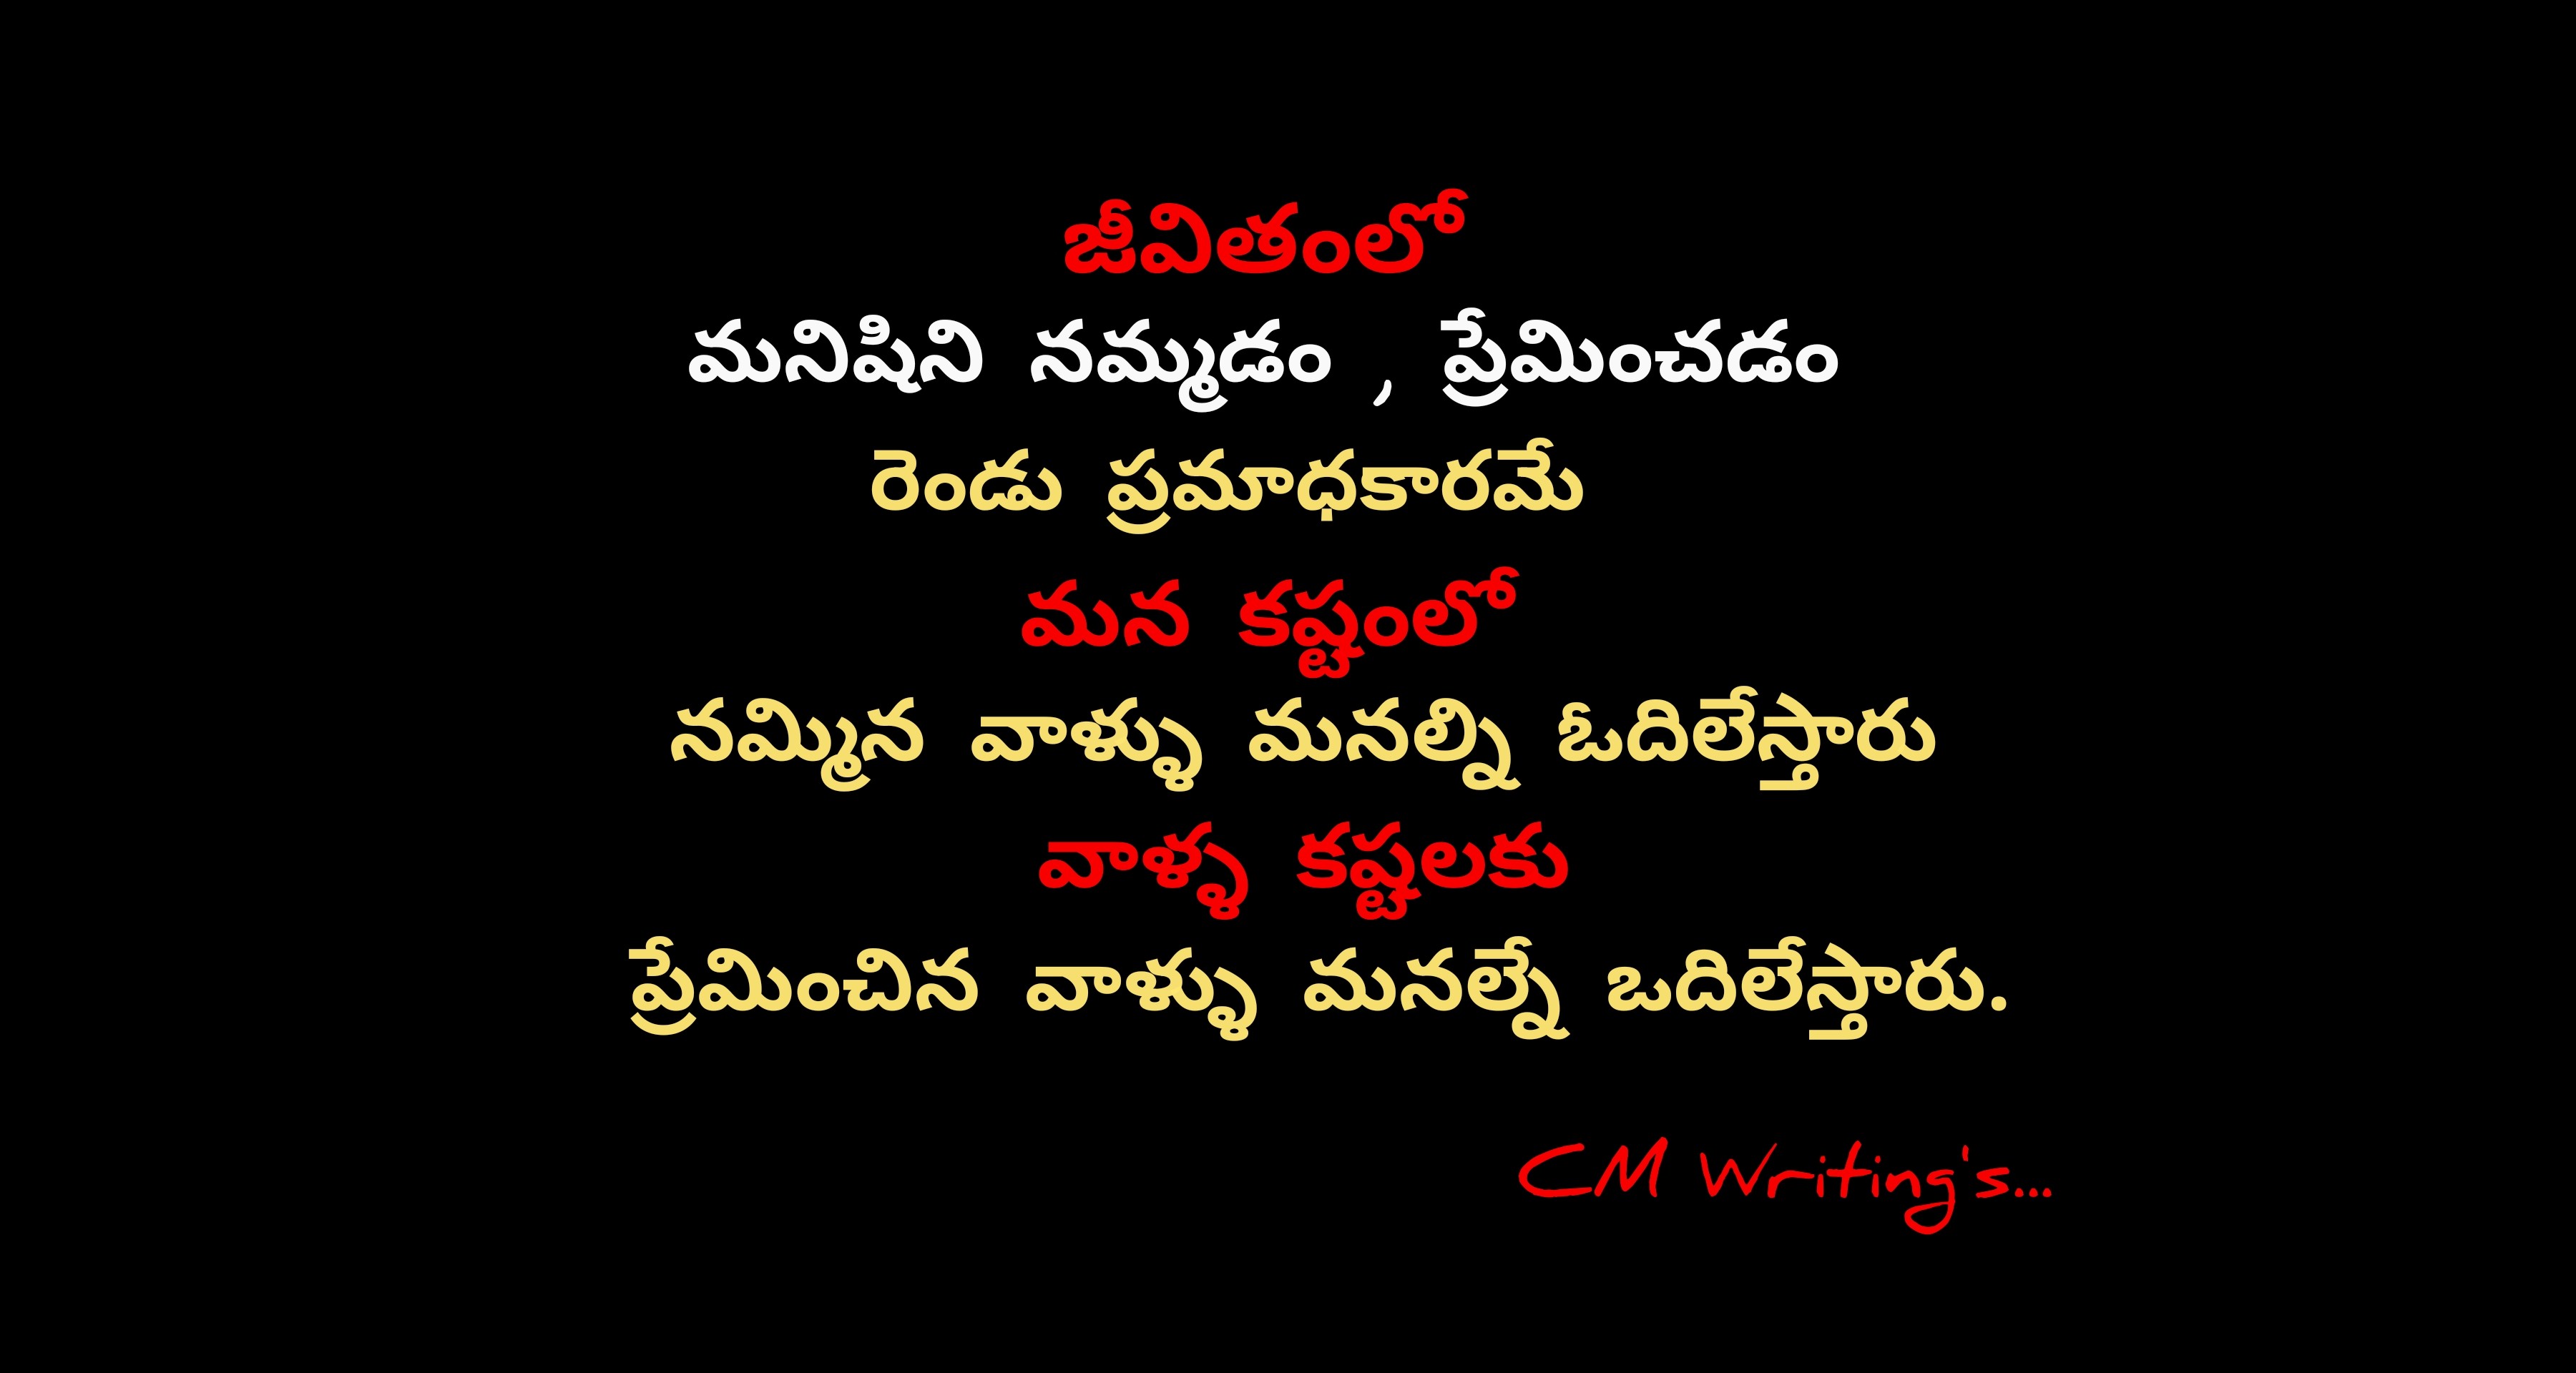 జీవితంలో
మనిషిని నమ్మడం , ప్రేమించడం
రెండు ప్రమాధకారమే
మన కష్టంలో
నమ్మిన వాళ్ళు మనల్ని ఓదిలేస్తారు
వాళ్ళ కష్టలకు
ప్రేమించిన వాళ్ళు మనల్నే ఒదిలేస్తారు.
CM Writing's...